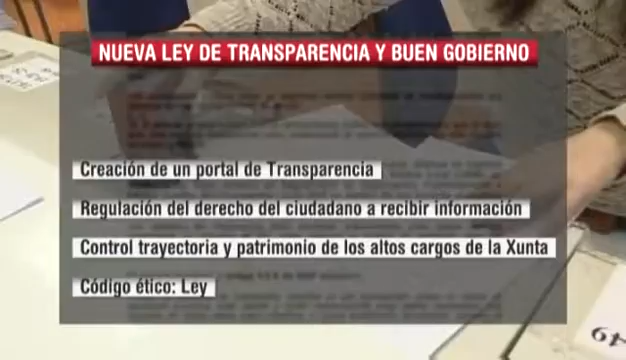 NUEVA LEY DE TRANSPARENCIA Y BUEN GOBIERNO
Creación de un portal de Transparencia
Regulación del derecho del ciudadano a recibir información
Control trayectoria y patrimonio de los altos cargos de la Xunta
Código ético: Ley
49